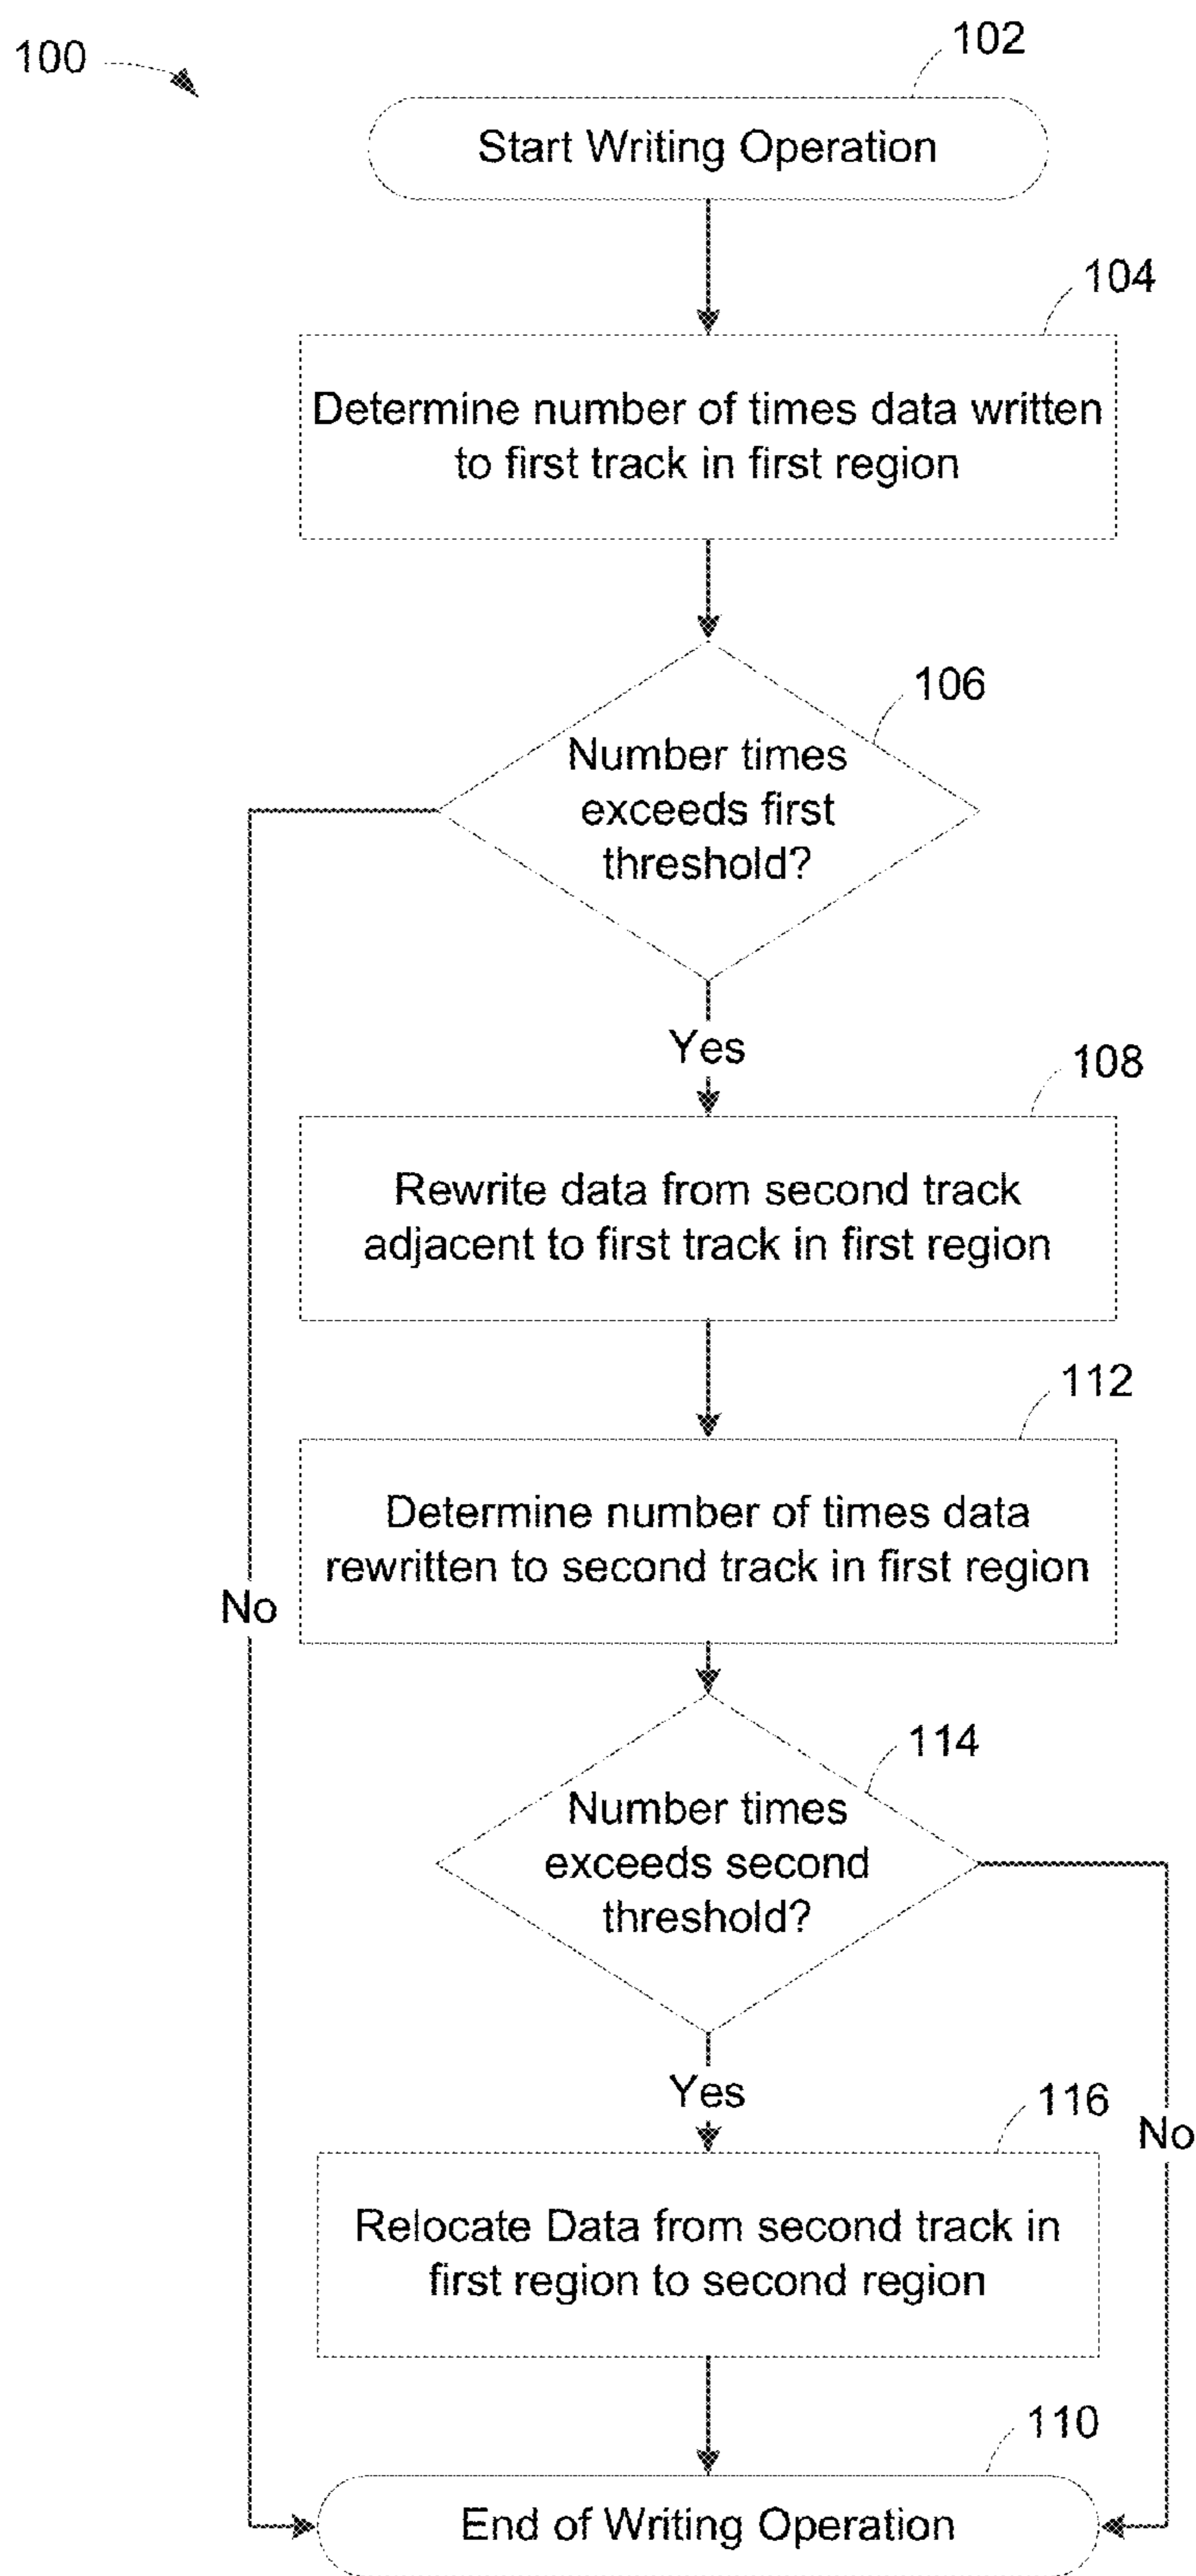 102
100
Start Writing Operation
104
Determine number of times data written
to first track in first region
106
Number times
exceeds first
threshold?
Yes
108
Rewrite data from second track
adjacent to first track in first region
112
Determine number of times data
rewritten to second track in first region
No
114
Number times
exceeds second
threshold?
Yes
116
No
Relocate Data from second track in
first region to second region
110
End of Writing Operation